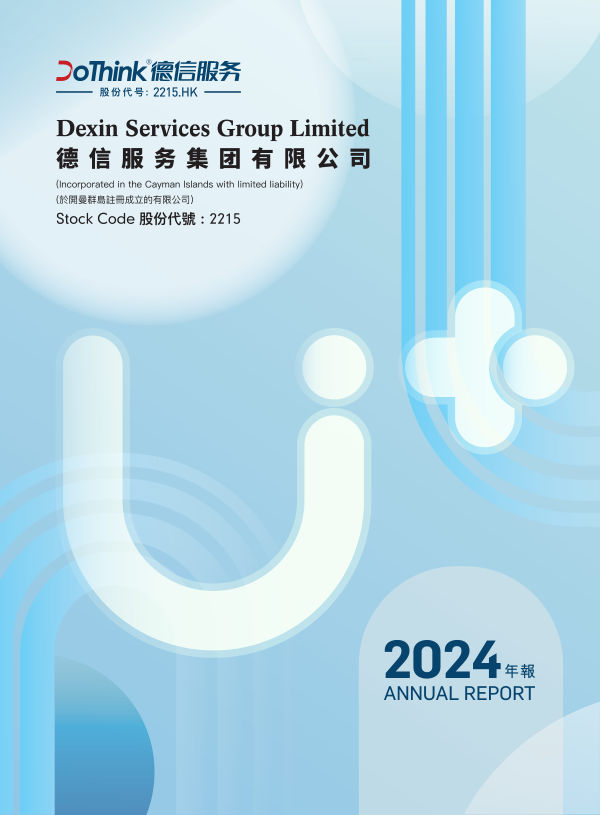 DoThink®德信服务
股份代号: 2215.HK
Dexin Services Group Limited
德信服务集团有限公司
(Incorporated in the Cayman Islands with limited liability)
(於開曼群島註冊成立的有限公司)
Stock Code 股份代號：2215
2024年報
ANNUAL REPORT